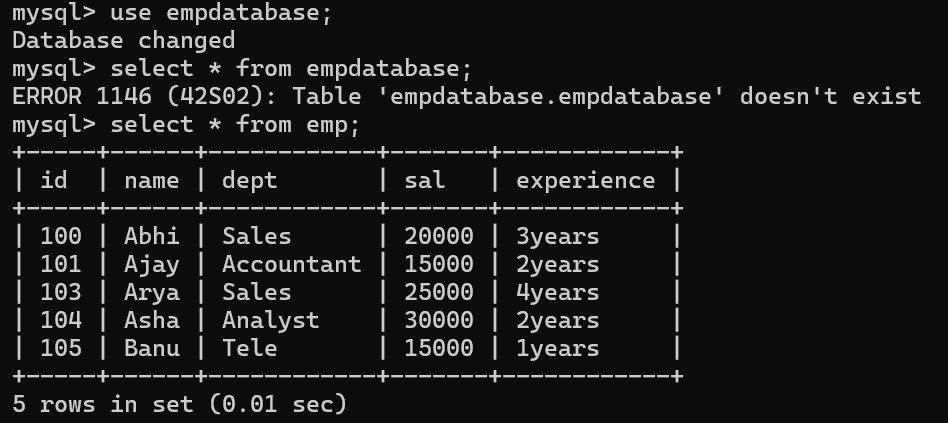 mysql> use empdatabase;
Database changed
mysql> select * from empdatabase;
ERROR 1146 (42S02): Table 'empdatabase.empdatabase' doesn't exist
mysql> select * from emp;
+-----+------+------------+-------+------------+
| id  | name | dept       | sal   | experience |
+-----+------+------------+-------+------------+
| 100 | Abhi | Sales      | 20000 | 3years     |
| 101 | Ajay | Accountant | 15000 | 2years     |
| 103 | Arya | Sales      | 25000 | 4years     |
| 104 | Asha | Analyst    | 30000 | 2years     |
| 105 | Banu | Tele       | 15000 | 1years     |
+-----+------+------------+-------+------------+
5 rows in set (0.01 sec)